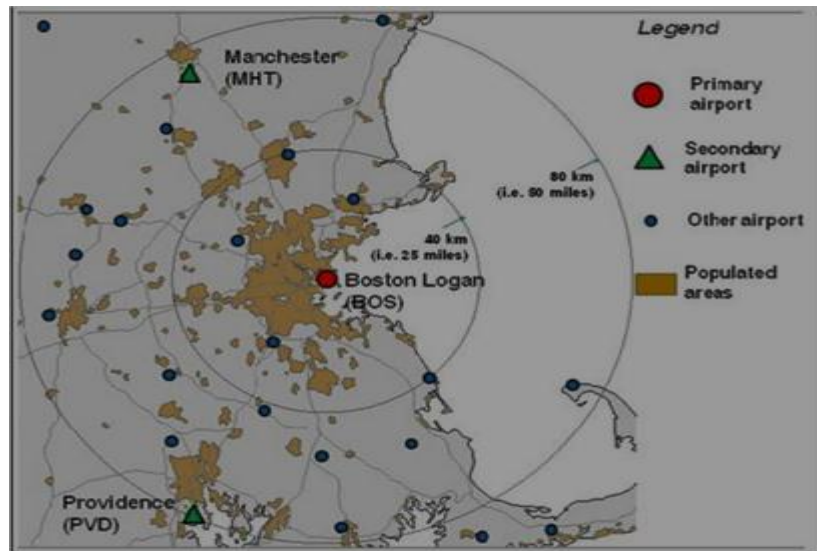 Legend
Manchester
(MHT)
Primary
airport
Secondary
airport
80 km
(i.e. 50 miles)
Other airport
40 km
(i.e. 25 miles)
Boston Logan
(BOS)
Populated
areas
Providence
(PVD)